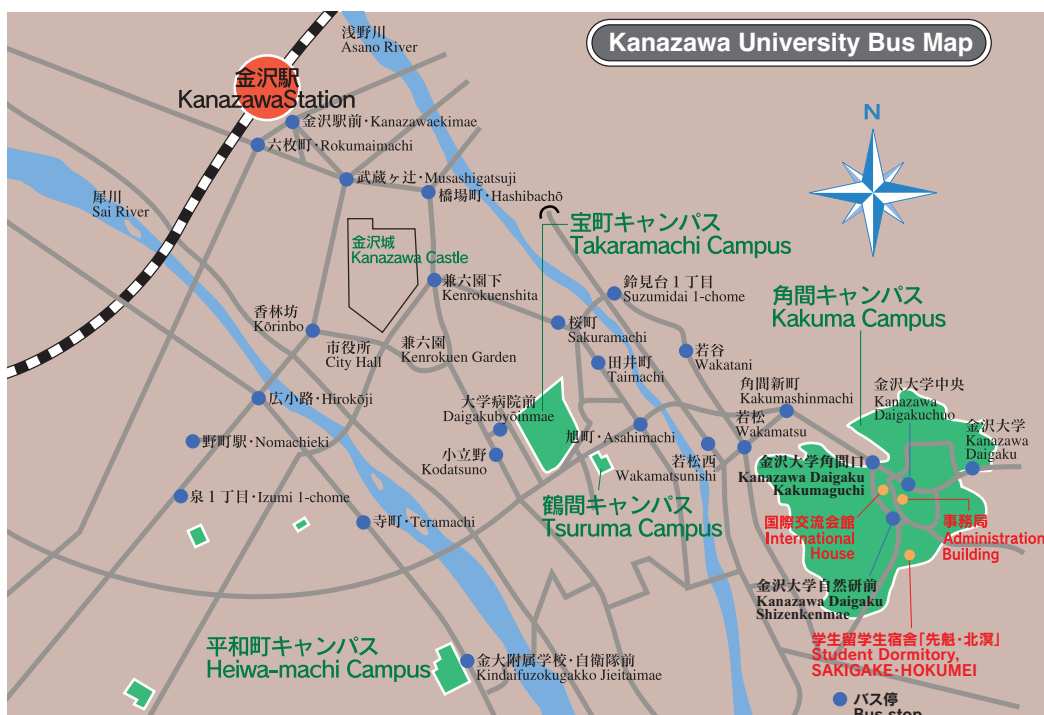 Kanazawa University Bus Map
浅野川
Asano River
金沢駅
KanazawaStation
金沢駅前・Kanazawaekimae
六枚町・Rokumaimachi
N
武蔵ヶ辻・Musashigatsuji
橋場町・Hashibachō
犀川
Sai River
宝町キャンパス
Takaramachi Campus
金沢城
Kanazawa Castle
兼六園下
Kenrokuenshita
鈴見台1丁目
Suzumidai 1-chome
角間キャンパス
Kakuma Campus
香林坊
Kōrinbo
市役所
City Hall
兼六園
Kenrokuen Garden
桜町
Sakuramachi
田井町
Taimachi
若谷
Wakatani
角間新町
Kakumashinmachi
金沢大学中央
Kanazawa
Daigakuchuo
広小路・Hirokōji
大学病院前
Daigakubyōinmae
旭町・Asahimachi
若松
Wakamatsu
金沢大学
Kanazawa
Daigaku
野町駅・Nomachieki
小立野
Kodatsuno
若松西
Wakamatsunishi
金沢大学角間口
Kanazawa Daigaku
Kakumaguchi
泉1丁目・Izumi 1-chome
鶴間キャンパス
Tsuruma Campus
国際交流会館
International
House
事務局
Administration
Building
寺町・Teramachi
金沢大学自然研前
Kanazawa Daigaku
Shizenkenmae
平和町キャンパス
Heiwa-machi Campus
金大附属学校・自衛隊前
Kindaifuzokugakko Jieitaimae
学生留学生宿舎「先魁・北溟」
Student Dormitory,
SAKIGAKE・HOKUMEI
バス停
Bus stop